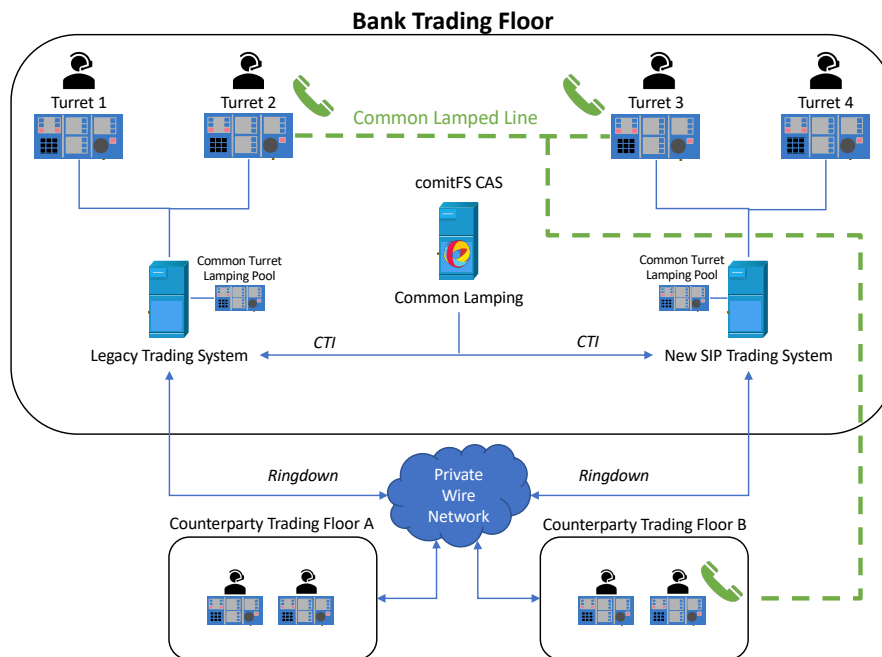 Bank Trading Floor
Turret 1
Turret 2
Turret 3
Turret 4
Common Lamped Line
comitFS CAS
Common Turret
Lamping Pool
Common Turret
Lamping Pool
Common Lamping
Legacy Trading System
CTI
CTI
New SIP Trading System
Ringdown
Private
Wire
Network
Ringdown
Counterparty Trading Floor A
Counterparty Trading Floor B